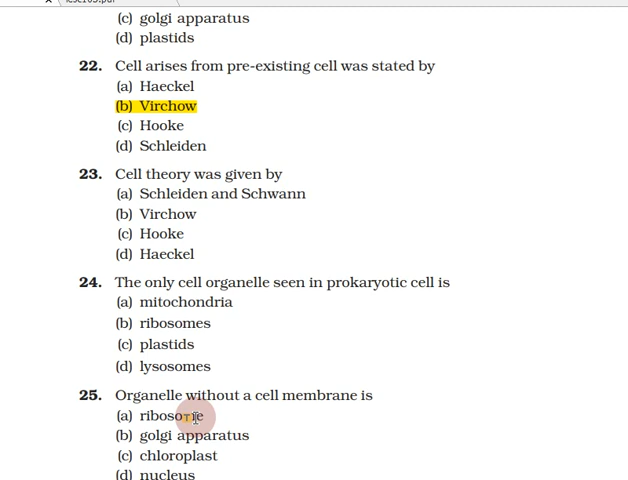 (c) golgi apparatus
(d) plastids
22. Cell arises from pre-existing cell was stated by
(a) Haeckel
(b) Virchow
(c) Hooke
(d) Schleiden
23. Cell theory was given by
(a) Schleiden and Schwann
(b) Virchow
(c) Hooke
(d) Haeckel
24. The only cell organelle seen in prokaryotic cell is
(a) mitochondria
(b) ribosomes
(c) plastids
(d) lysosomes
25. Organelle without a cell membrane is
(a) ribosome
(b) golgi apparatus
(c) chloroplast
(d) nucleus